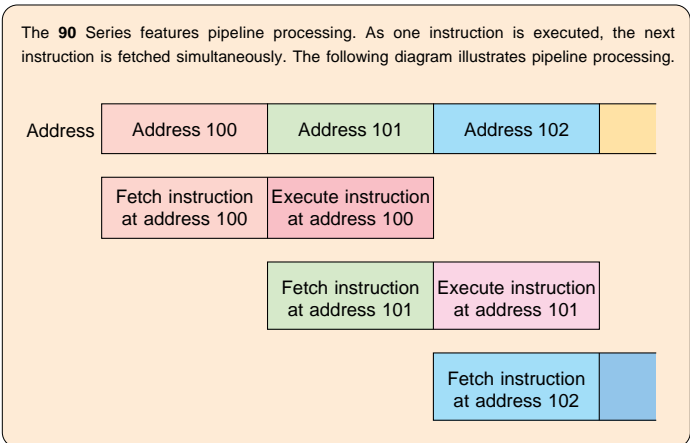 The 90 Series features pipeline processing. As one instruction is executed, the next
instruction is fetched simultaneously. The following diagram illustrates pipeline processing.
Address
Address 100
Address 101
Address 102
Fetch instruction
at address 100
Execute instruction
at address 100
Fetch instruction
at address 101
Execute instruction
at address 101
Fetch instruction
at address 102